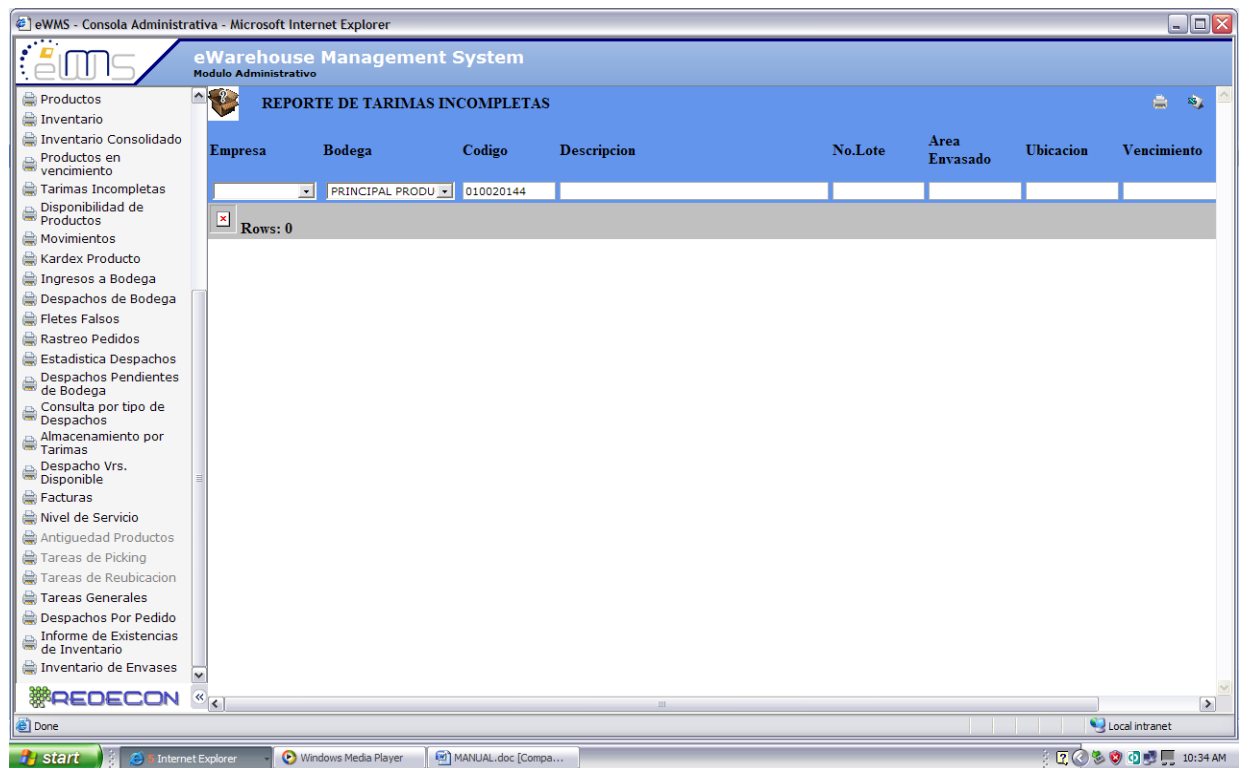 eWMS - Consola Administrativa - Microsoft Internet Explorer
ewms
eWarehouse Management System
Modulo Administrativo
Productos
Inventario
Inventario Consolidado
Productos en
vencimiento
Tarimas Incompletas
Disponibilidad de
Productos
Movimientos
Kardex Producto
Ingresos a Bodega
Despachos de Bodega
Fletes Falsos
Rastreo Pedidos
Estadistica Despachos
Despachos Pendientes
de Bodega
Consulta por tipo de
Despachos
Almacenamiento por
Tarimas
Despacho Vrs.
Disponible
Facturas
Nivel de Servicio
Antiguedad Productos
Tareas de Picking
Tareas de Reubicacion
Tareas Generales
Despachos Por Pedido
Informe de Existencias
de Inventario
Inventario de Envases
REDECON
REPORTE DE TARIMAS INCOMPLETAS
Empresa Bodega Codigo Descripcion No.Lote Area Envasado Ubicacion Vencimiento
PRINCIPAL PRODU 010020144
Rows: 0
Done Local intranet
start 5 Internet Explorer Windows Media Player MANUAL.doc [Compa... 10:34 AM